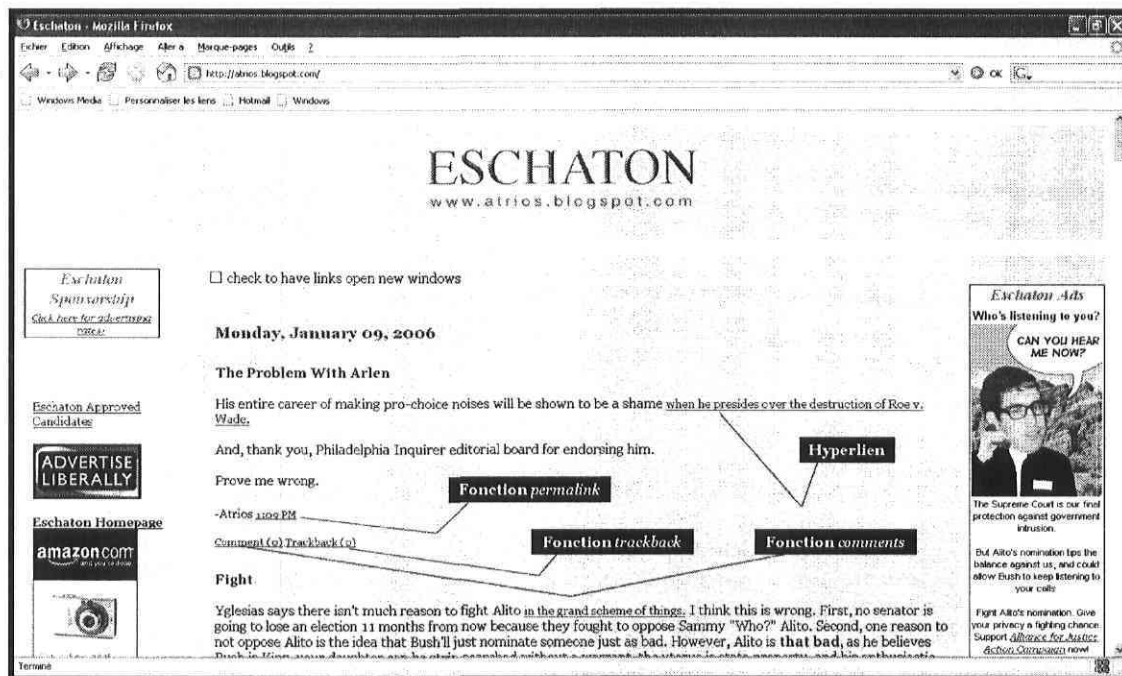 Eschaton - Mozilla Firefox
Fichier Edition Affichage Aller a Marque-pages Outils ?
http://atrios.blogspot.com/
OK
Windows Media Personnaliser les liens Hotmail Windows
ESCHATON
www.atrios.blogspot.com
Eschaton
Sponsorship
Click here for advertising
rates!
check to have links open new windows
Monday, January 09, 2006
The Problem With Arlen
His entire career of making pro-choice noises will be shown to be a shame when he presides over the destruction of Roe v.
Wade.
And, thank you, Philadelphia Inquirer editorial board for endorsing him.
Hyperlien
Prove me wrong.
Fonction permalink
-Atrios 1:09 PM
Comment (0) Trackback (0)
Fonction trackback
Fonction comments
Fight
Yglesias says there isn't much reason to fight Alito in the grand scheme of things. I think this is wrong. First, no senator is
going to lose an election 11 months from now because they fought to oppose Sammy "Who?" Alito. Second, one reason to
not oppose Alito is the idea that Bush'll just nominate someone just as bad. However, Alito is that bad, as he believes
Eschaton Approved
Candidates
ADVERTISE
LIBERALLY
Eschaton Homepage
amazon.com
and you're done.
Eschaton Ads
Who's listening to you?
CAN YOU HEAR
ME NOW?
The Supreme Court is our final
protection against government
intrusion.
But Alito's nomination tips the
balance against us, and could
allow Bush to keep listening to
your calls
Fight Alito's nomination. Give
your privacy a fighting chance.
Support Alliance for Justice
Action Campaign now!
Terminé